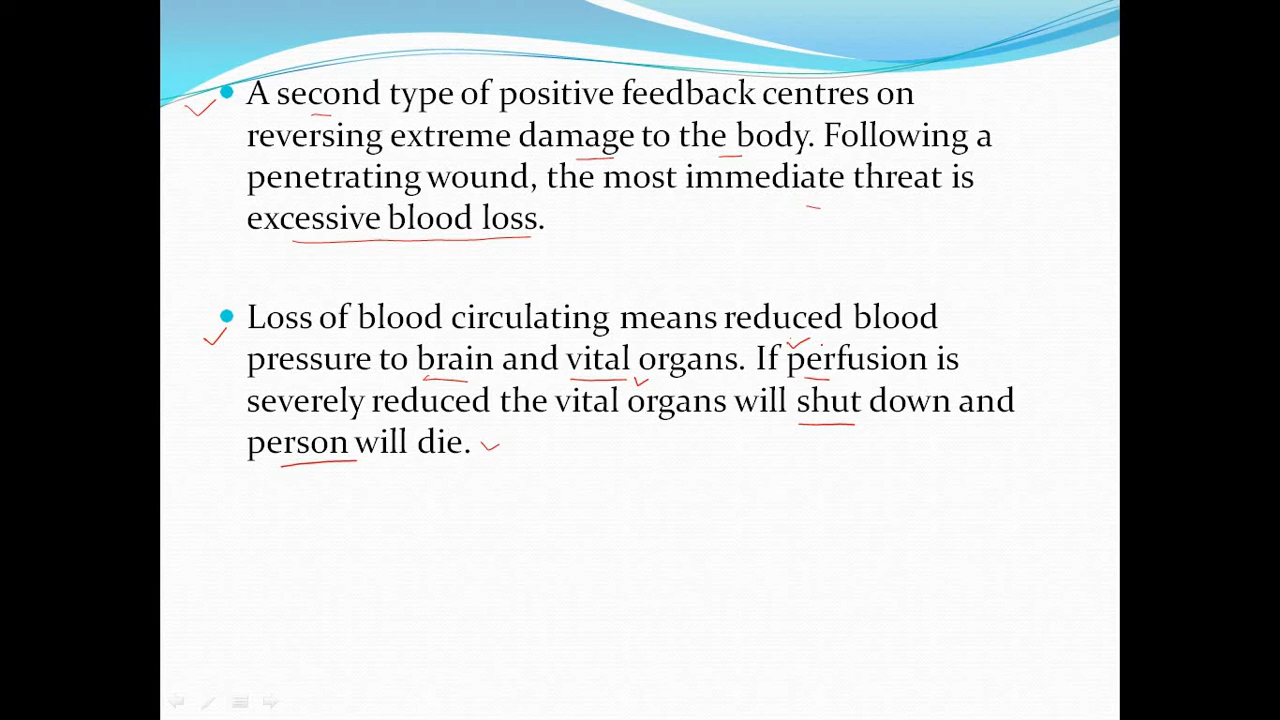 A second type of positive feedback centres on
reversing extreme damage to the body. Following a
penetrating wound, the most immediate threat is
excessive blood loss.
Loss of blood circulating means reduced blood
pressure to brain and vital organs. If perfusion is
severely reduced the vital organs will shut down and
person will die.